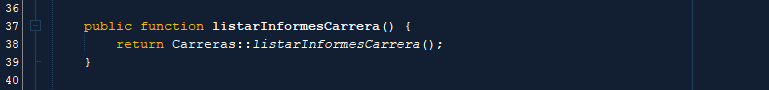 36
37 public function listarInformesCarrera() {
38 return Carreras::listarInformesCarrera();
39 }
40